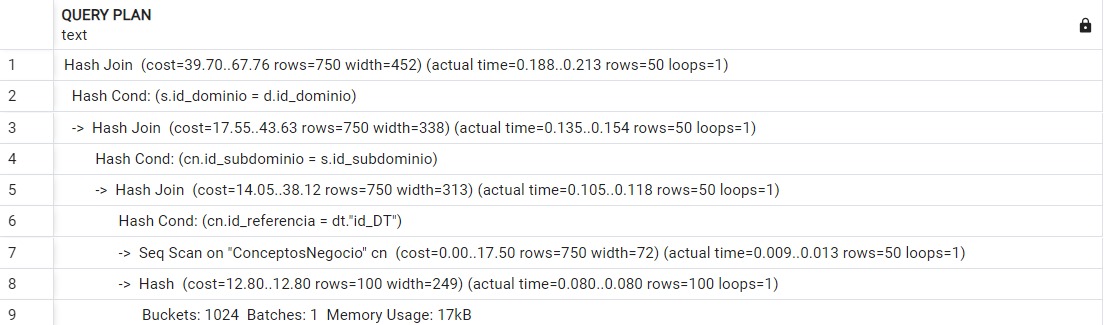 QUERY PLAN
text
1 Hash Join (cost=39.70..67.76 rows=750 width=452) (actual time=0.188..0.213 rows=50 loops=1)
2 Hash Cond: (s.id_dominio = d.id_dominio)
3 -> Hash Join (cost=17.55..43.63 rows=750 width=338) (actual time=0.135..0.154 rows=50 loops=1)
4 Hash Cond: (cn.id_subdominio = s.id_subdominio)
5 -> Hash Join (cost=14.05..38.12 rows=750 width=313) (actual time=0.105..0.118 rows=50 loops=1)
6 Hash Cond: (cn.id_referencia = dt."id_DT")
7 -> Seq Scan on "ConceptosNegocio" cn (cost=0.00..17.50 rows=750 width=72) (actual time=0.009..0.013 rows=50 loops=1)
8 -> Hash (cost=12.80..12.80 rows=100 width=249) (actual time=0.080..0.080 rows=100 loops=1)
9 Buckets: 1024 Batches: 1 Memory Usage: 17kB